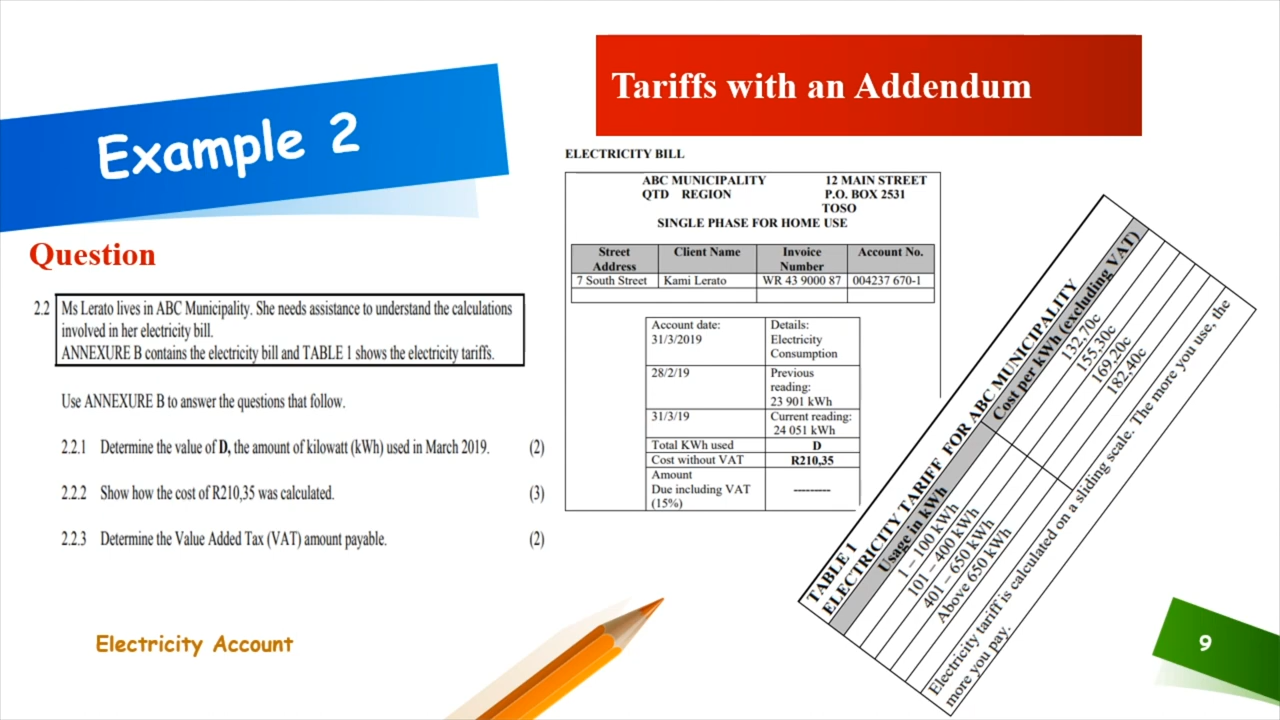 Example 2
Tariffs with an Addendum
Question
2.2 Ms Lerato lives in ABC Municipality. She needs assistance to understand the calculations
involved in her electricity bill.
ANNEXURE B contains the electricity bill and TABLE 1 shows the electricity tariffs.
Use ANNEXURE B to answer the questions that follow.
2.2.1 Determine the value of D, the amount of kilowatt (kWh) used in March 2019. (2)
2.2.2 Show how the cost of R210,35 was calculated. (3)
2.2.3 Determine the Value Added Tax (VAT) amount payable. (2)
ELECTRICITY BILL
ABC MUNICIPALITY 12 MAIN STREET
QTD REGION P.O. BOX 2531
TOSO
SINGLE PHASE FOR HOME USE
Street Client Name Invoice Account No.
Address Number
7 South Street Kami Lerato WR 43 9000 87 004237 670-1
Account date: Details:
31/3/2019 Electricity
Consumption
28/2/19 Previous
reading:
23 901 kWh
31/3/19 Current reading:
24 051 kWh
Total KWh used D
Cost without VAT R210,35
Amount
Due including VAT ---------
(15%)
TABLE 1
ELECTRICITY TARIFF FOR ABC MUNICIPALITY
Usage in kWh Cost per kWh (excluding VAT)
1 – 100 kWh 132,70c
101 – 400 kWh 155,30c
401 – 650 kWh 169,20c
Above 650 kWh 182,40c
Electricity tariff is calculated on a sliding scale. The more you use, the
more you pay.
Electricity Account
9